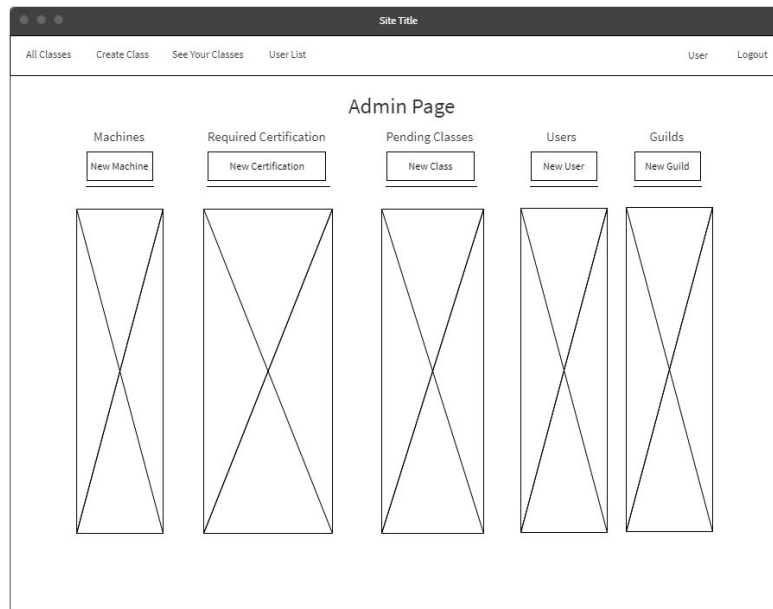 Site Title
All Classes Create Class See Your Classes User List User Logout
Admin Page
Machines Required Certification Pending Classes Users Guilds
New Machine New Certification New Class New User New Guild